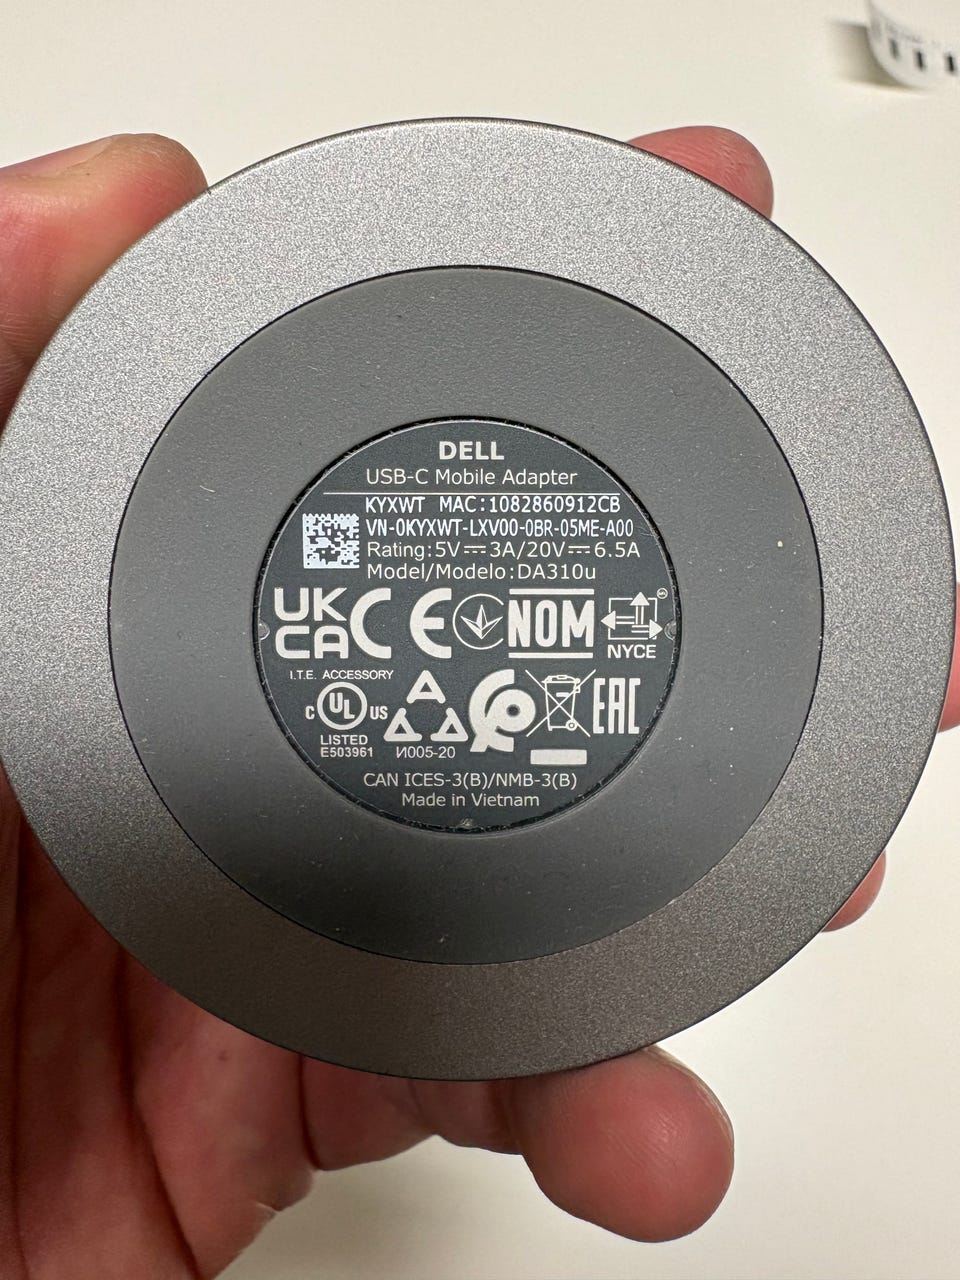 DELL
USB-C Mobile Adapter
KYXWT MAC:1082860912CB
VN-0KYXWT-LXV00-0BR-05ME-A00
Rating:5V⎓3A/20V⎓6.5A
Model/Modelo:DA310u
UK
CA CE NOM
NYCE
I.T.E. ACCESSORY
C UL US EAC
LISTED
E503961 И005-20
CAN ICES-3(B)/NMB-3(B)
Made in Vietnam